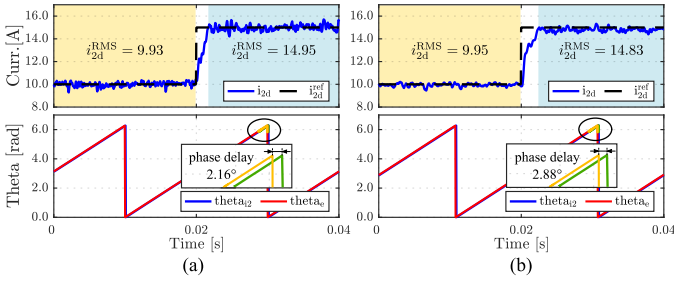 (a)
Curr. [A]
16.0
14.0
12.0
10.0
8.0
i_2d^RMS = 9.93
i_2d^RMS = 14.95
i_2d
i_2d^ref
Theta [rad]
6.0
4.0
2.0
0.0
phase delay
2.16°
theta_i2
theta_e
0
0.02
0.04
Time [s]
(a)
(b)
16.0
14.0
12.0
10.0
8.0
i_2d^RMS = 9.95
i_2d^RMS = 14.83
i_2d
i_2d^ref
6.0
4.0
2.0
0.0
phase delay
2.88°
theta_i2
theta_e
0
0.02
0.04
Time [s]
(b)